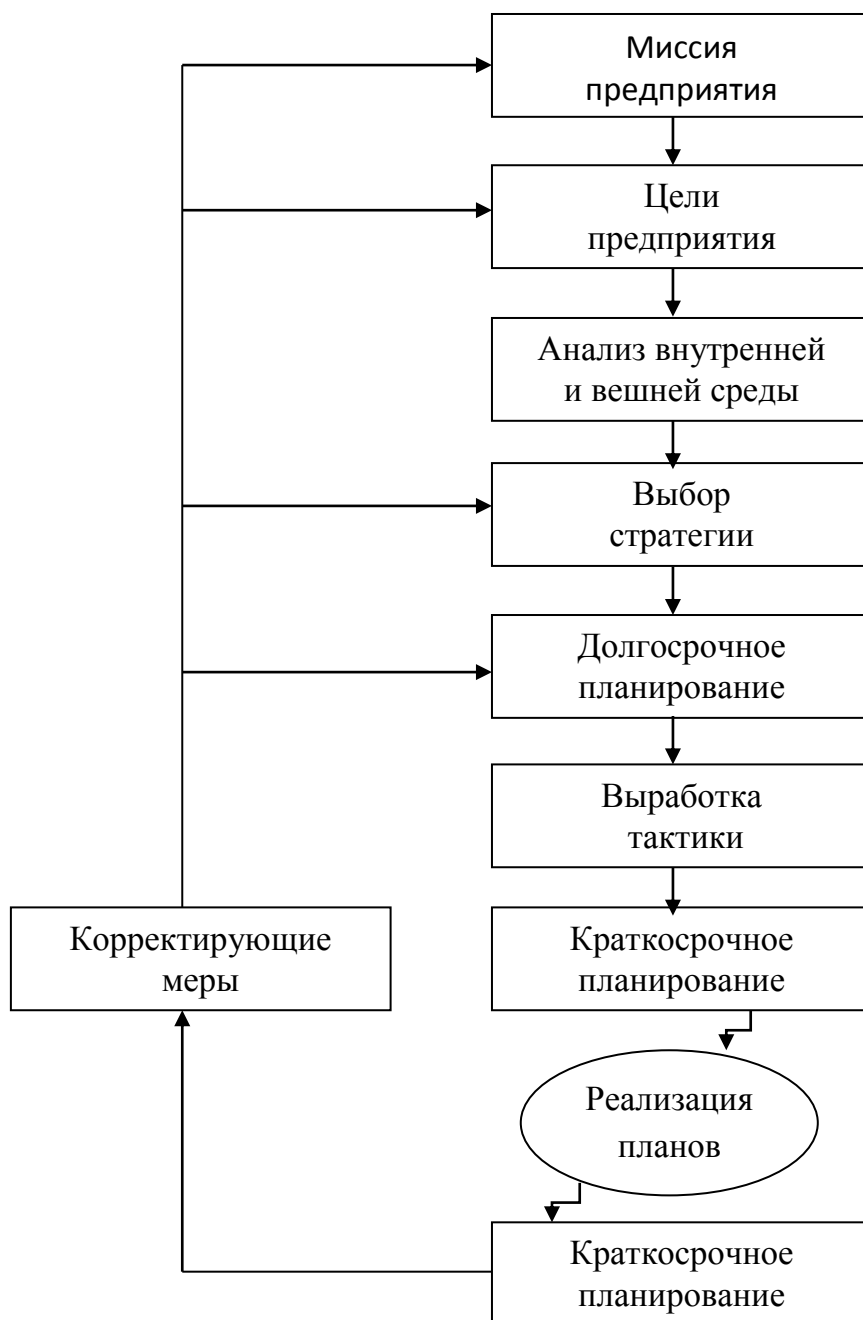 Миссия
предприятия
Цели
предприятия
Анализ внутренней
и вешней среды
Выбор
стратегии
Долгосрочное
планирование
Выработка
тактики
Корректирующие
меры
Краткосрочное
планирование
Реализация
планов
Краткосрочное
планирование